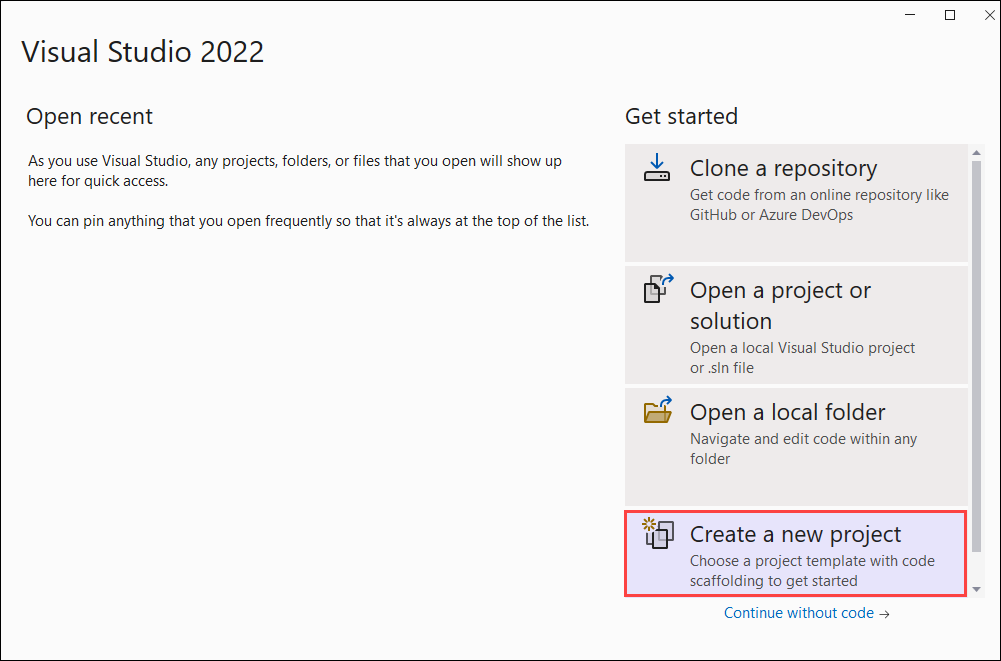 Visual Studio 2022
Open recent
As you use Visual Studio, any projects, folders, or files that you open will show up
here for quick access.
You can pin anything that you open frequently so that it's always at the top of the list.
Get started
Clone a repository
Get code from an online repository like
GitHub or Azure DevOps
Open a project or
solution
Open a local Visual Studio project
or .sln file
Open a local folder
Navigate and edit code within any
folder
Create a new project
Choose a project template with code
scaffolding to get started
Continue without code →